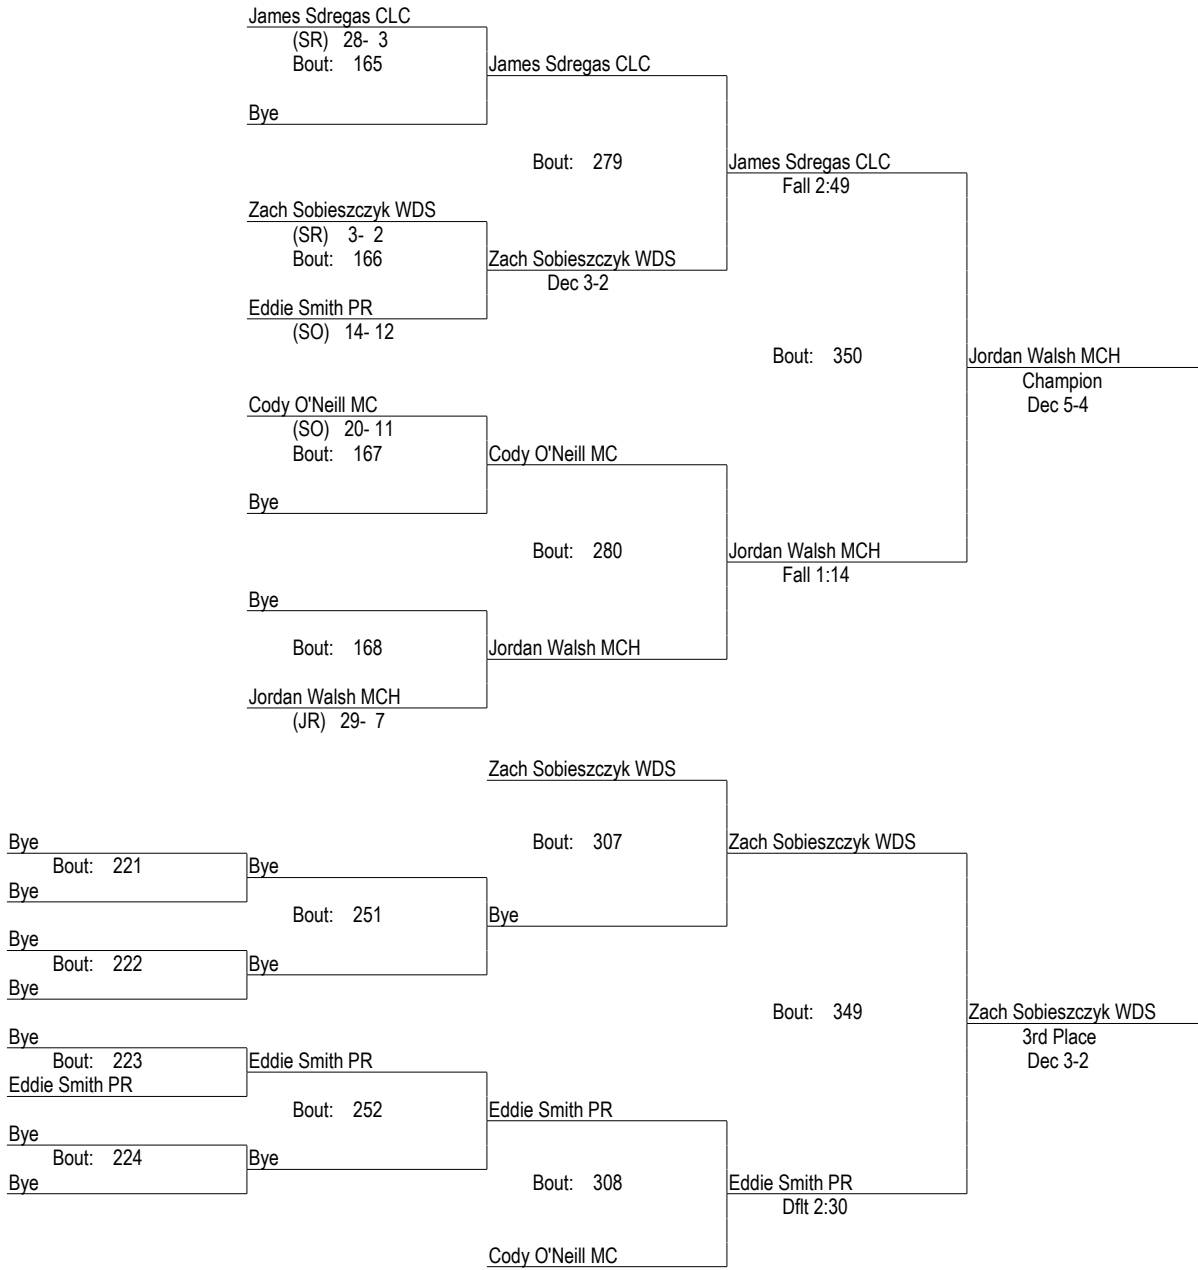 James Sdregas CLC
(SR) 28- 3
Bout: 165
James Sdregas CLC
Bye
Bout: 279
James Sdregas CLC
Fall 2:49
Zach Sobieszczyk WDS
(SR) 3- 2
Bout: 166
Zach Sobieszczyk WDS
Dec 3-2
Eddie Smith PR
(SO) 14- 12
Bout: 350
Jordan Walsh MCH
Champion
Dec 5-4
Cody O'Neill MC
(SO) 20- 11
Bout: 167
Cody O'Neill MC
Bye
Bout: 280
Jordan Walsh MCH
Fall 1:14
Bye
Bout: 168
Jordan Walsh MCH
Jordan Walsh MCH
(JR) 29- 7
Zach Sobieszczyk WDS
Bout: 307
Zach Sobieszczyk WDS
Bye
Bout: 221
Bye
Bye
Bout: 251
Bye
Bye
Bout: 222
Bye
Bye
Bout: 349
Zach Sobieszczyk WDS
3rd Place
Dec 3-2
Bye
Bout: 223
Eddie Smith PR
Eddie Smith PR
Bout: 252
Eddie Smith PR
Bye
Bout: 224
Bye
Bye
Bout: 308
Eddie Smith PR
Dflt 2:30
Cody O'Neill MC